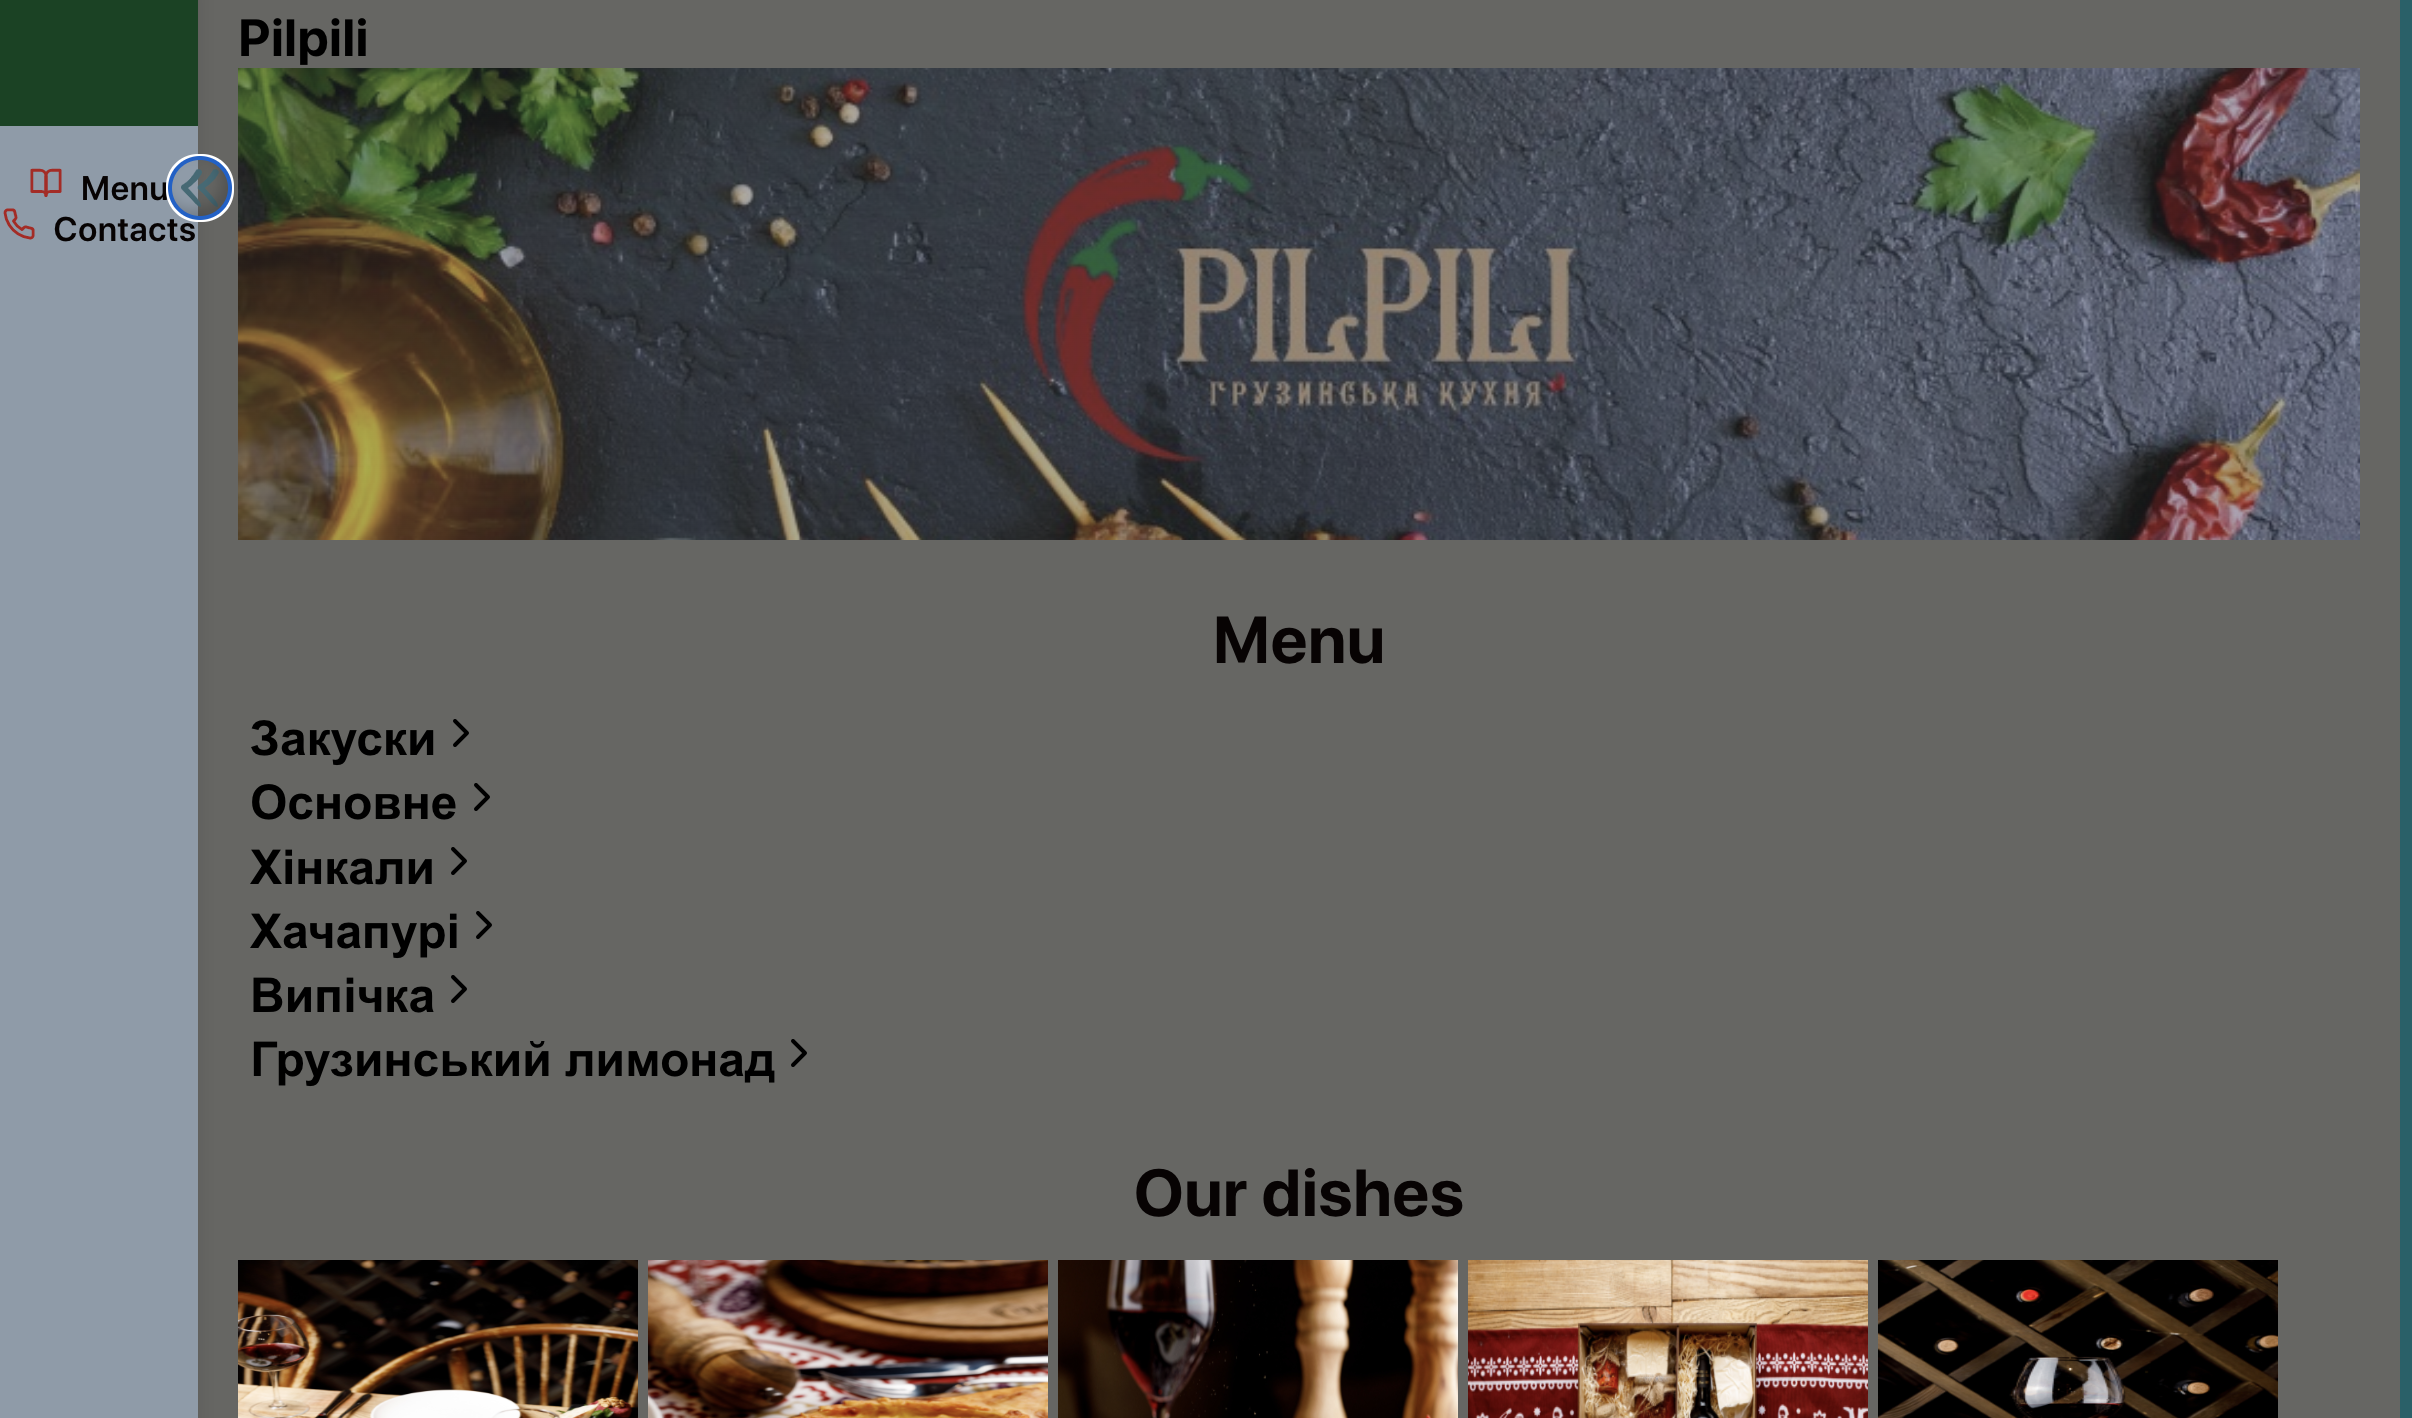 Pilpili
Menu
Contacts
PILPILI
ГРУЗИНСЬКА КУХНЯ
Menu
Закуски
Основне
Хінкали
Хачапурі
Випічка
Грузинський лимонад
Our dishes